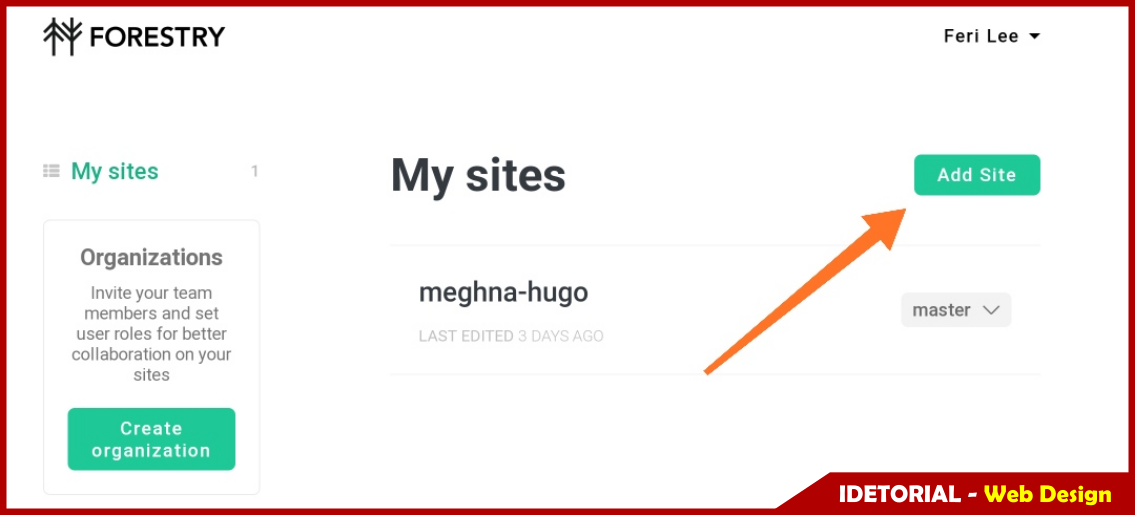 FORESTRY
Feri Lee
My sites 1
Organizations
Invite your team
members and set
user roles for better
collaboration on your
sites
Create
organization
My sites
Add Site
meghna-hugo
LAST EDITED 3 DAYS AGO
master
IDETORIAL - Web Design